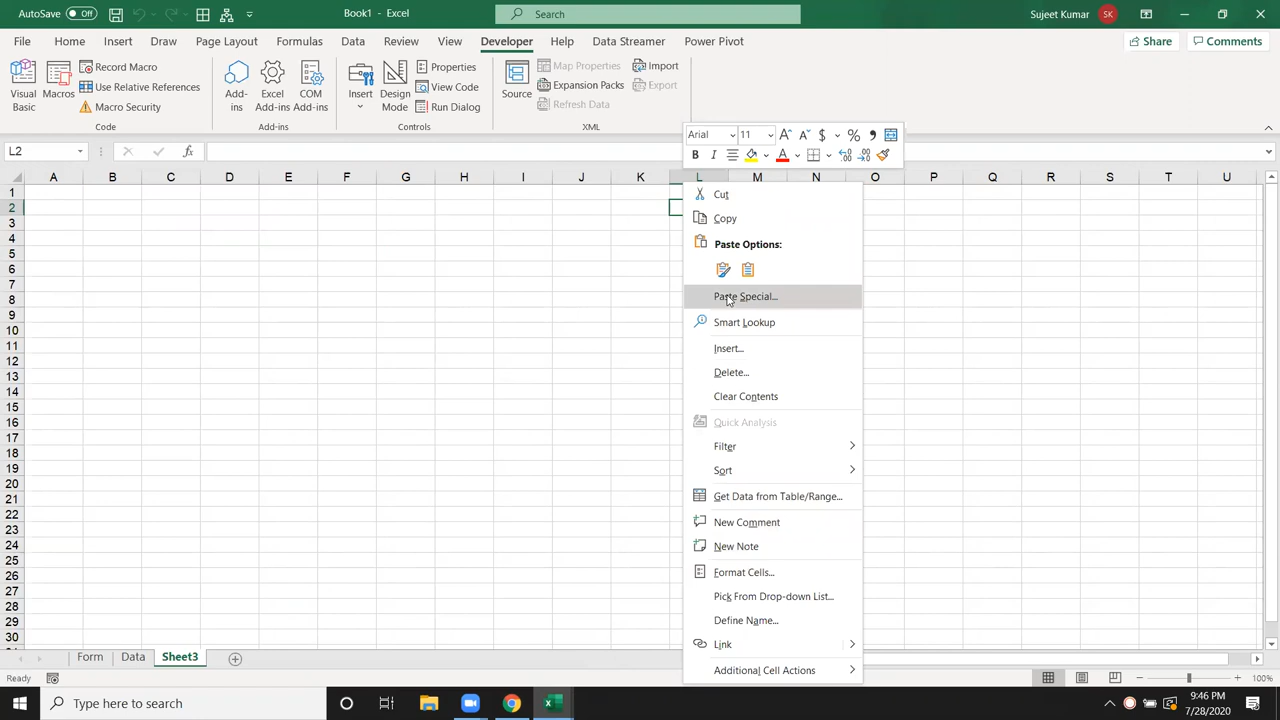 AutoSave Off Book1 - Excel Search Sujeet Kumar SK
File Home Insert Draw Page Layout Formulas Data Review View Developer Help Data Streamer Power Pivot Share Comments
Visual Basic
Macros
Record Macro
Use Relative References
Macro Security
Code
Add-ins
Excel Add-ins
COM Add-ins
Add-ins
Insert
Design Mode
Properties
View Code
Run Dialog
Controls
Source
Map Properties
Expansion Packs
Refresh Data
Import
Export
XML
Arial 11 A A $ % ,
B I A
L2 fx
A B C D E F G H I J K L M N O P Q R S T U
1
2
3
4
5
6
7
8
9
10
11
12
13
14
15
16
17
18
19
20
21
22
23
24
25
26
27
28
29
30
Cut
Copy
Paste Options:
Paste Special...
Smart Lookup
Insert...
Delete...
Clear Contents
Quick Analysis
Filter
Sort
Get Data from Table/Range...
New Comment
New Note
Format Cells...
Pick From Drop-down List...
Define Name...
Link
Additional Cell Actions
Form Data Sheet3
Ready 100%
Type here to search
9:46 PM
7/28/2020